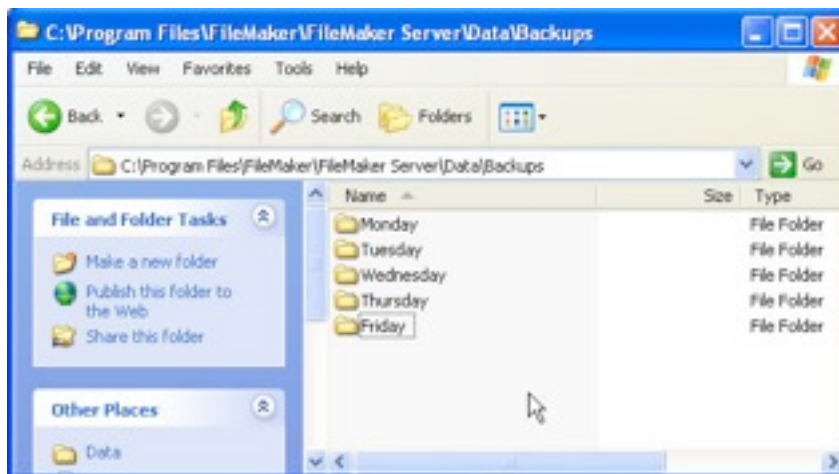 C:\Program Files\FileMaker\FileMaker Server\Data\Backups
File Edit View Favorites Tools Help
Back Search Folders
Address C:\Program Files\FileMaker\FileMaker Server\Data\Backups Go
Name Size Type
File and Folder Tasks
Make a new folder
Publish this folder to
the Web
Share this folder
Other Places
Data
Monday File Folder
Tuesday File Folder
Wednesday File Folder
Thursday File Folder
Friday File Folder